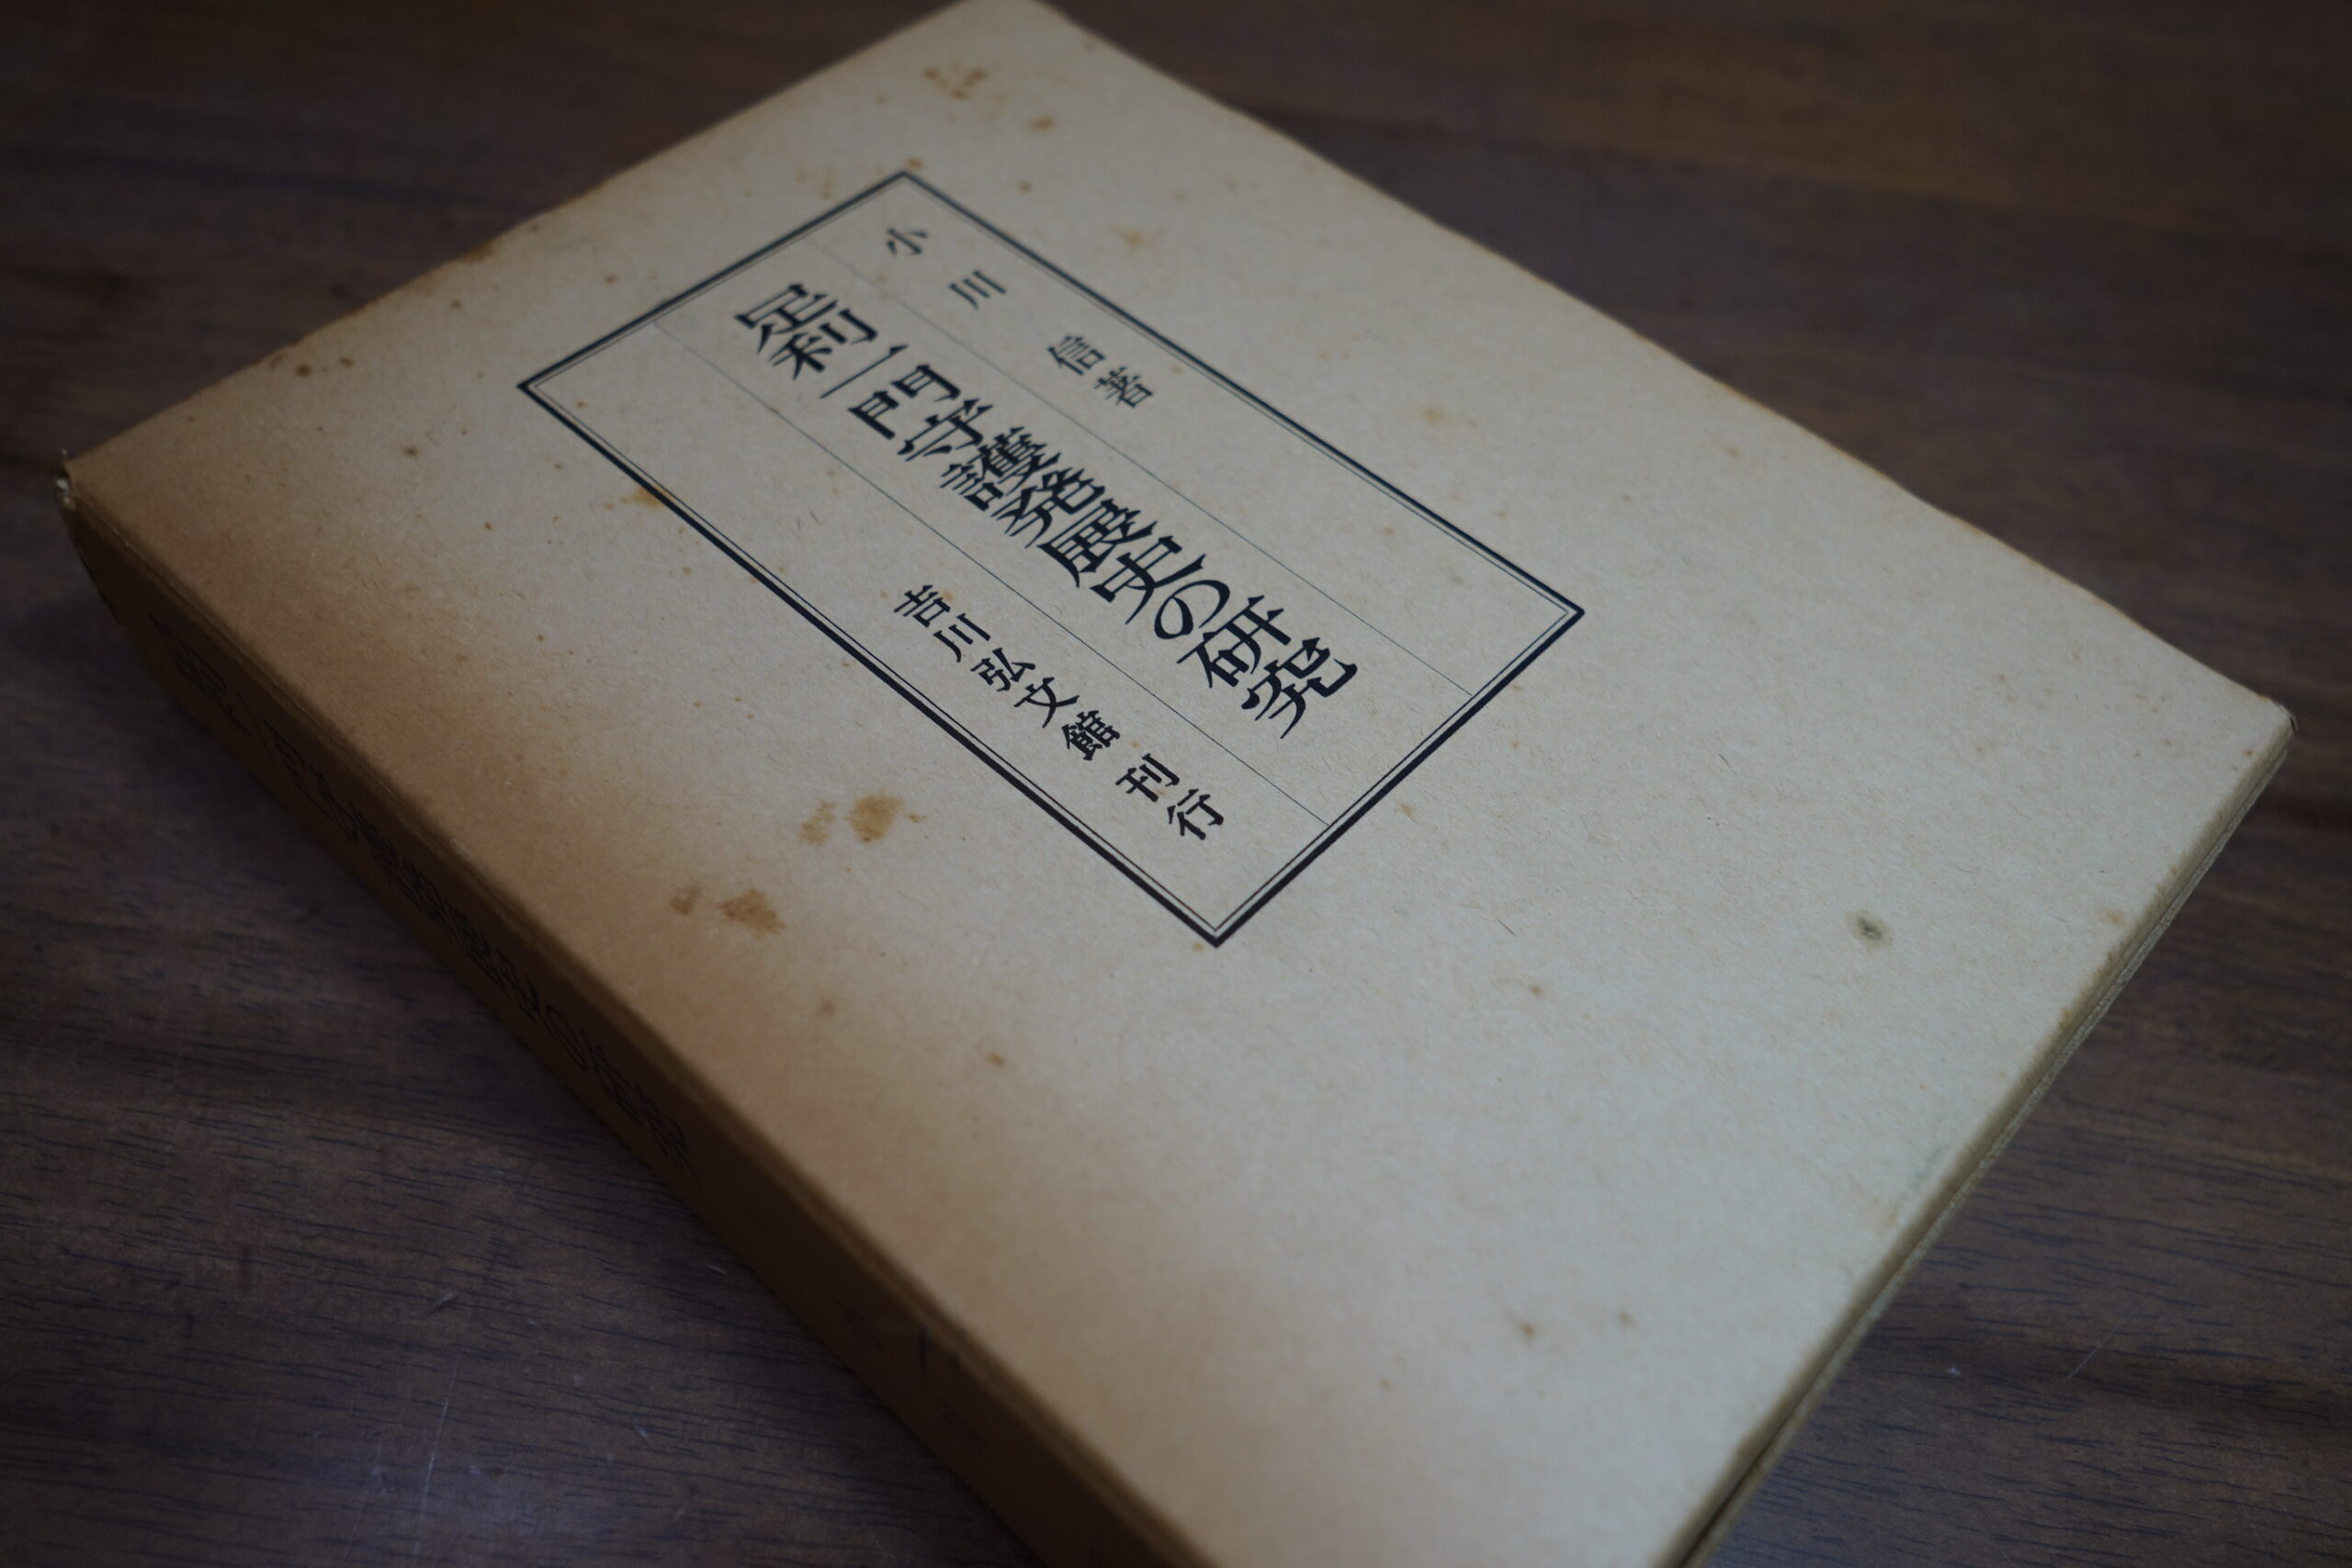 小川 信著
足利一門守護発展史の研究
吉川弘文館 刊行